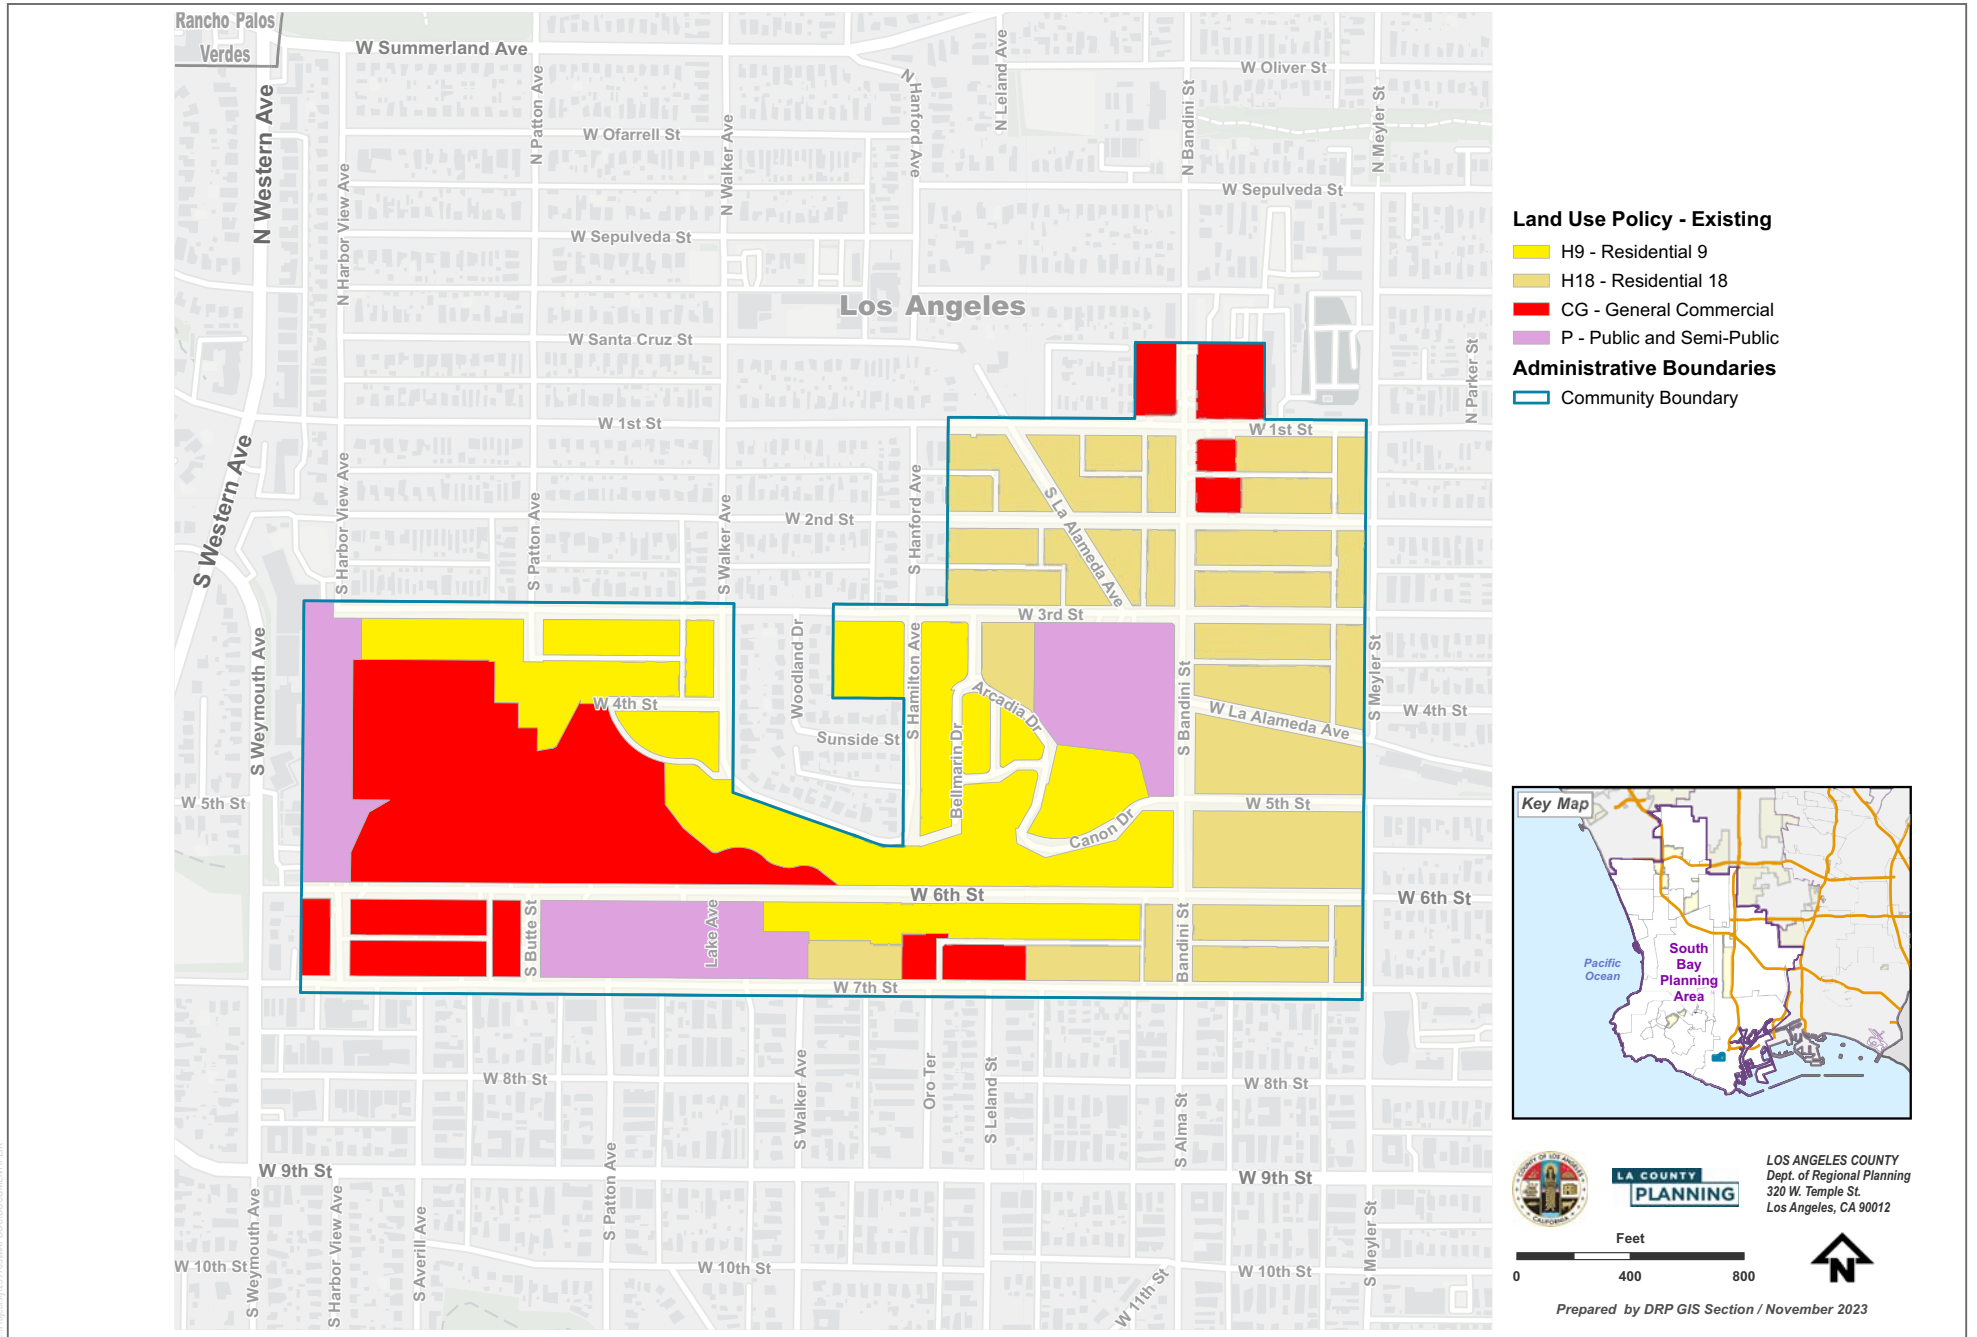 Rancho Palos
Verdes
W Summerland Ave
N Western Ave
N Patton Ave
N Hanford Ave
N Leland Ave
W Oliver St
N Bandini St
N Meyler St
W Ofarrell St
N Walker Ave
N Harbor View Ave
W Sepulveda St
W Sepulveda St
Los Angeles
W Santa Cruz St
N Parker St
W 1st St
W 1st St
S Western Ave
S Harbor View Ave
S Patton Ave
S Walker Ave
W 2nd St
S Hanford Ave
S La Alameda Ave
W 3rd St
S Weymouth Ave
Woodland Dr
S Hamilton Ave
S Meyler St
W 4th St
Arcadia Dr
S Bandini St
W La Alameda Ave
W 4th St
Sunside St
Bellmarin Dr
W 5th St
W 5th St
Canon Dr
W 6th St
W 6th St
S Butte St
Lake Ave
Bandini St
W 7th St
W 8th St
S Walker Ave
Oro Ter
S Leland St
S Alma St
W 8th St
W 9th St
W 9th St
S Weymouth Ave
S Harbor View Ave
S Averill Ave
S Patton Ave
S Meyler St
W 10th St
W 10th St
W 11th St
W 10th St
Land Use Policy - Existing
H9 - Residential 9
H18 - Residential 18
CG - General Commercial
P - Public and Semi-Public
Administrative Boundaries
Community Boundary
Key Map
Pacific
Ocean
South
Bay
Planning
Area
COUNTY OF LOS ANGELES
CALIFORNIA
LA COUNTY
PLANNING
LOS ANGELES COUNTY
Dept. of Regional Planning
320 W. Temple St.
Los Angeles, CA 90012
Feet
0 400 800
N
Prepared by DRP GIS Section / November 2023